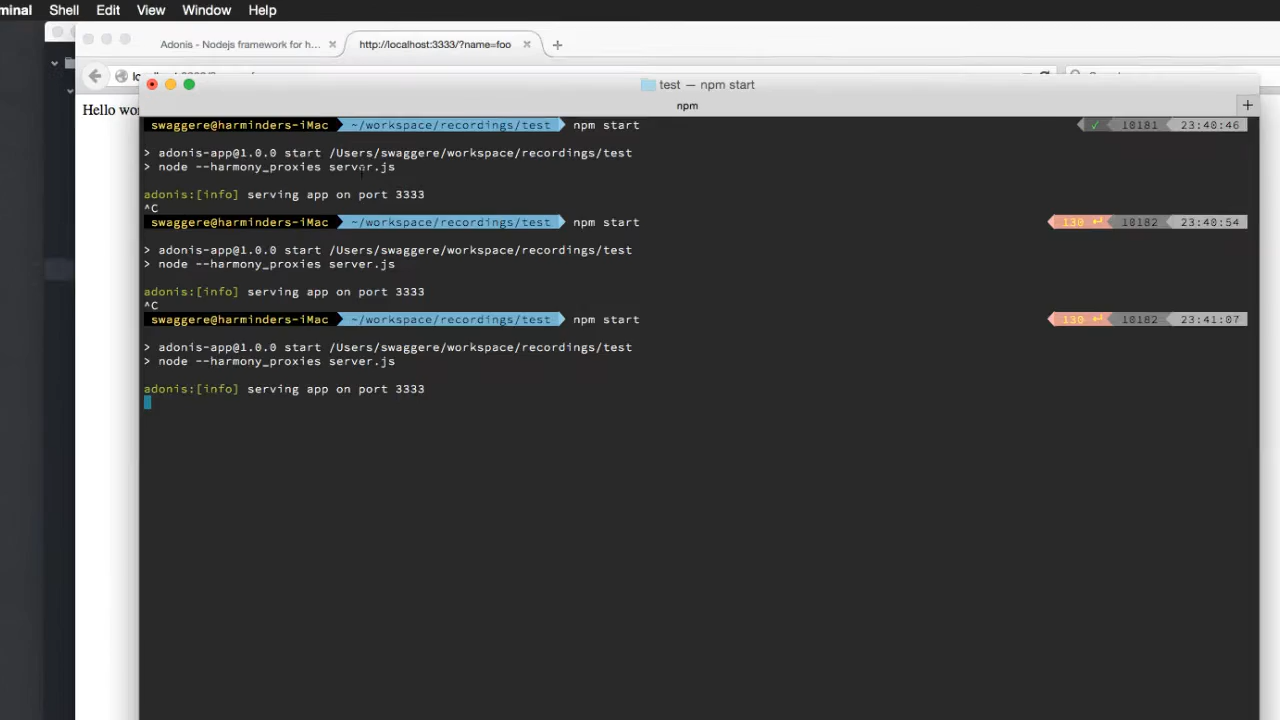 minal Shell Edit View Window Help
Adonis - Nodejs framework for h... × http://localhost:3333/?name=foo × +
test — npm start
npm +
Hello
swaggere@harminders-iMac ~/workspace/recordings/test npm start ✓ 10181 23:40:46
> adonis-app@1.0.0 start /Users/swaggere/workspace/recordings/test
> node --harmony_proxies server.js
adonis:[info] serving app on port 3333
^C
swaggere@harminders-iMac ~/workspace/recordings/test npm start 130 ↵ 10182 23:40:54
> adonis-app@1.0.0 start /Users/swaggere/workspace/recordings/test
> node --harmony_proxies server.js
adonis:[info] serving app on port 3333
^C
swaggere@harminders-iMac ~/workspace/recordings/test npm start 130 ↵ 10182 23:41:07
> adonis-app@1.0.0 start /Users/swaggere/workspace/recordings/test
> node --harmony_proxies server.js
adonis:[info] serving app on port 3333